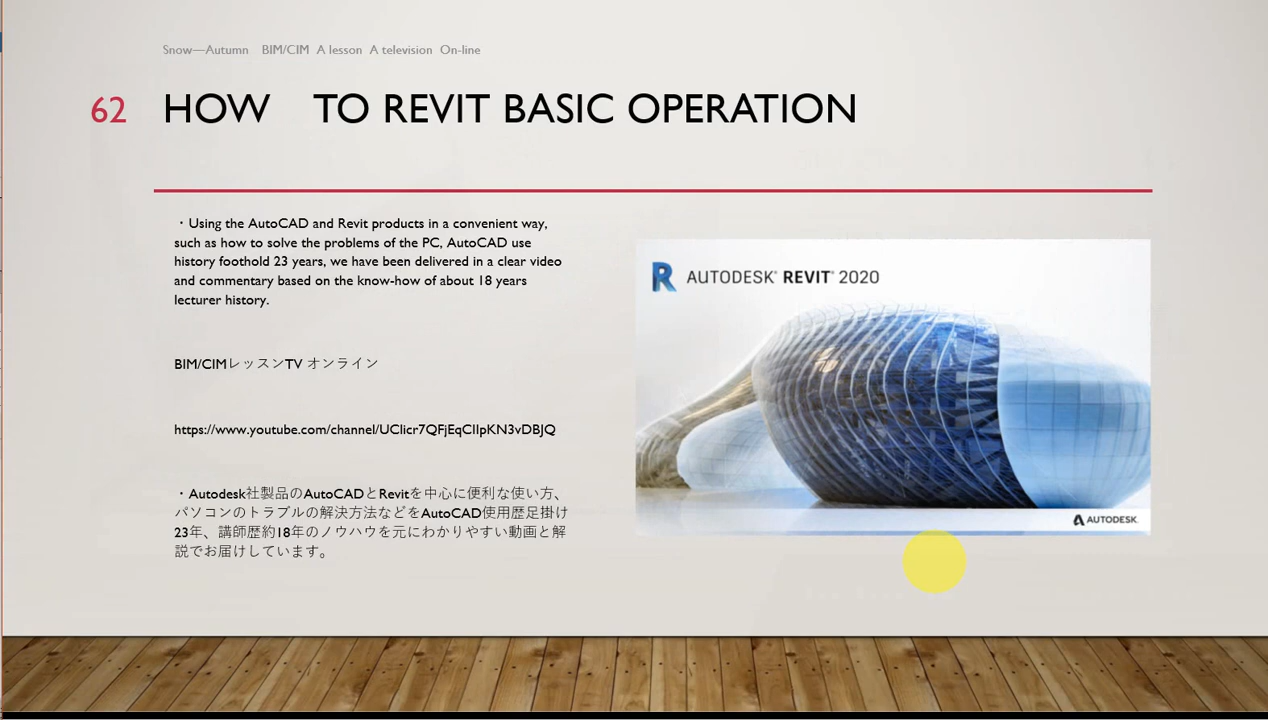 Snow—Autumn　BIM/CIM  A lesson  A television  On-line
62
HOW　TO REVIT BASIC OPERATION
・Using the AutoCAD and Revit products in a convenient way,
such as how to solve the problems of the PC, AutoCAD use
history foothold 23 years, we have been delivered in a clear video
and commentary based on the know-how of about 18 years
lecturer history.
BIM/CIMレッスンTV オンライン
https://www.youtube.com/channel/UClicr7QFjEqCIIpKN3vDBJQ
・Autodesk社製品のAutoCADとRevitを中心に便利な使い方、
パソコンのトラブルの解決方法などをAutoCAD使用歴足掛け
23年、講師歴約18年のノウハウを元にわかりやすい動画と解
説でお届けしています。
R AUTODESK® REVIT® 2020
AUTODESK.